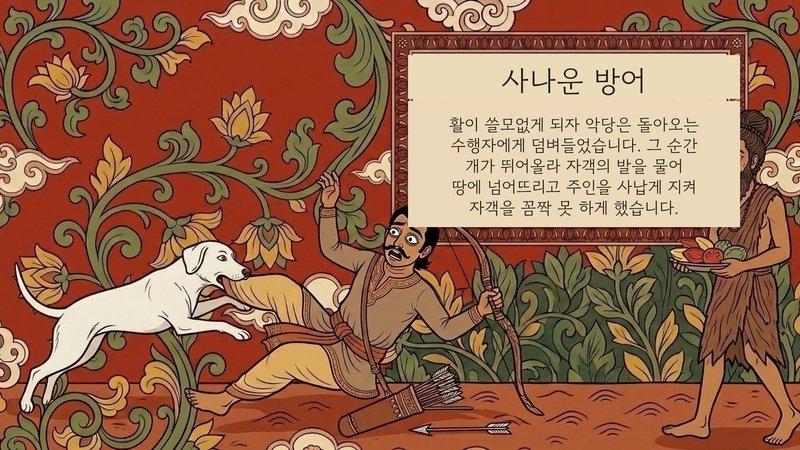 사나운 방어
활이 쓸모없게 되자 악당은 돌아오는
수행자에게 덤벼들었습니다. 그 순간
개가 뛰어올라 자객의 발을 물어
땅에 넘어뜨리고 주인을 사납게 지켜
자객을 꼼짝 못 하게 했습니다.